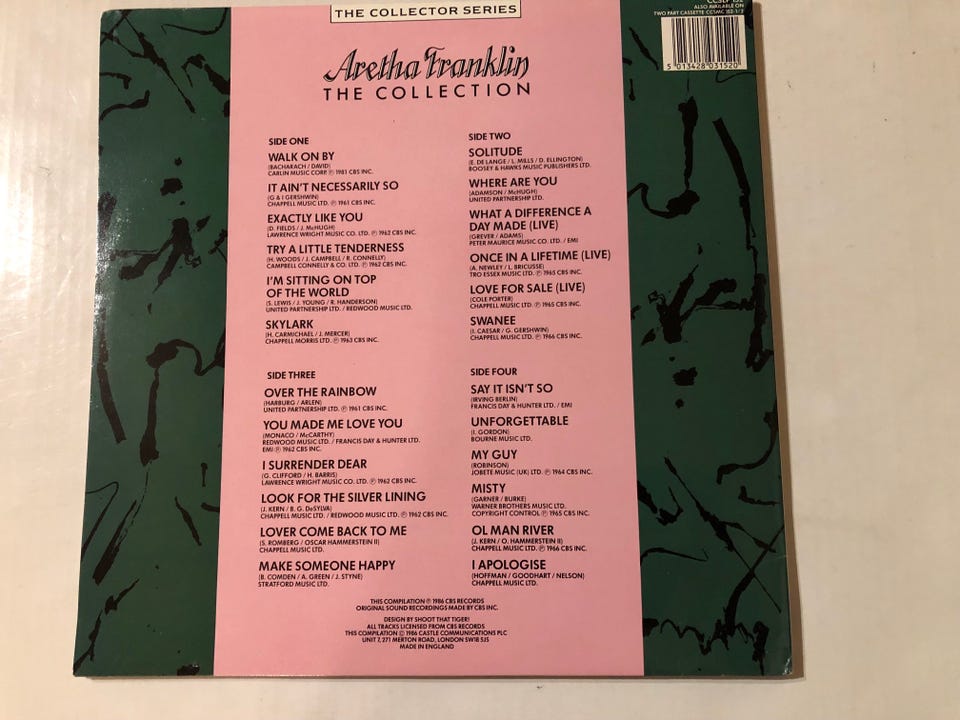 THE COLLECTOR SERIES
ALSO AVAILABLE ON
TWO PART CASSETTE
5 013428 031520
Aretha Franklin
THE COLLECTION
SIDE ONE
WALK ON BY
(BACHARACH / DAVID)
CARLIN MUSIC CORP. ℗ 1981 CBS INC.
IT AIN'T NECESSARILY SO
(G & I GERSHWIN)
CHAPPELL MUSIC LTD. ℗ 1961 CBS INC.
EXACTLY LIKE YOU
(D. FIELDS / J. McHUGH)
LAWRENCE WRIGHT MUSIC CO. LTD. ℗ 1962 CBS INC.
TRY A LITTLE TENDERNESS
(H. WOODS / J. CAMPBELL / R. CONNELLY)
CAMPBELL CONNELLY & CO. LTD. ℗ 1962 CBS INC.
I'M SITTING ON TOP
OF THE WORLD
(S. LEWIS / J. YOUNG / R. HANDERSON)
UNITED PARTNERSHIP LTD. / REDWOOD MUSIC LTD.
SKYLARK
(H. CARMICHAEL / J. MERCER)
CHAPPELL MORRIS LTD. ℗ 1963 CBS INC.
SIDE TWO
SOLITUDE
(E. DE LANGE / L. MILLS / D. ELLINGTON)
BOOSEY & HAWKS MUSIC PUBLISHERS LTD.
WHERE ARE YOU
(ADAMSON / McHUGH)
UNITED PARTNERSHIP LTD.
WHAT A DIFFERENCE A
DAY MADE (LIVE)
(GREVER / ADAMS)
PETER MAURICE MUSIC CO. LTD. / EMI
ONCE IN A LIFETIME (LIVE)
(A. NEWLEY / L. BRICUSSE)
TRO ESSEX MUSIC LTD. ℗ 1965 CBS INC.
LOVE FOR SALE (LIVE)
(COLE PORTER)
CHAPPELL MUSIC LTD. ℗ 1965 CBS INC.
SWANEE
(I. CAESAR / G. GERSHWIN)
CHAPPELL MUSIC LTD. ℗ 1966 CBS INC.
SIDE THREE
OVER THE RAINBOW
(HARBURG / ARLEN)
UNITED PARTNERSHIP LTD. ℗ 1961 CBS INC.
YOU MADE ME LOVE YOU
(MONACO / McCARTHY)
REDWOOD MUSIC LTD. / FRANCIS DAY & HUNTER LTD.
EMI ℗ 1962 CBS INC.
I SURRENDER DEAR
(G. CLIFFORD / H. BARRIS)
LAWRENCE WRIGHT MUSIC CO. LTD. ℗ 1962 CBS INC.
LOOK FOR THE SILVER LINING
(J. KERN / B. G. DeSYLVA)
CHAPPELL MUSIC LTD. / REDWOOD MUSIC LTD. ℗ 1962 CBS INC.
LOVER COME BACK TO ME
(S. ROMBERG / OSCAR HAMMERSTEIN II)
CHAPPELL MUSIC LTD.
MAKE SOMEONE HAPPY
(B. COMDEN / A. GREEN / J. STYNE)
STRATFORD MUSIC LTD.
SIDE FOUR
SAY IT ISN'T SO
(IRVING BERLIN)
FRANCIS DAY & HUNTER LTD. / EMI
UNFORGETTABLE
(I. GORDON)
BOURNE MUSIC LTD.
MY GUY
(ROBINSON)
JOBETE MUSIC (UK) LTD. ℗ 1964 CBS INC.
MISTY
(GARNER / BURKE)
WARNER BROTHERS MUSIC LTD.
COPYRIGHT CONTROL ℗ 1965 CBS INC.
OL MAN RIVER
(J. KERN / O. HAMMERSTEIN II)
CHAPPELL MUSIC LTD. ℗ 1966 CBS INC.
I APOLOGISE
(HOFFMAN / GOODHART / NELSON)
CHAPPELL MUSIC LTD.
THIS COMPILATION ℗ 1986 CBS RECORDS
ORIGINAL SOUND RECORDINGS MADE BY CBS INC.
DESIGN BY SHOOT THAT TIGER!
ALL TRACKS LICENSED FROM CBS RECORDS
THIS COMPILATION © 1986 CASTLE COMMUNICATIONS PLC
UNIT 7, 271 MERTON ROAD, LONDON SW18 5JS
MADE IN ENGLAND